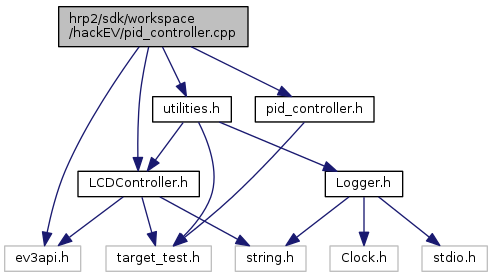 hrp2/sdk/workspace
/hackEV/pid_controller.cpp
utilities.h
pid_controller.h
LCDController.h
Logger.h
ev3api.h
target_test.h
string.h
Clock.h
stdio.h